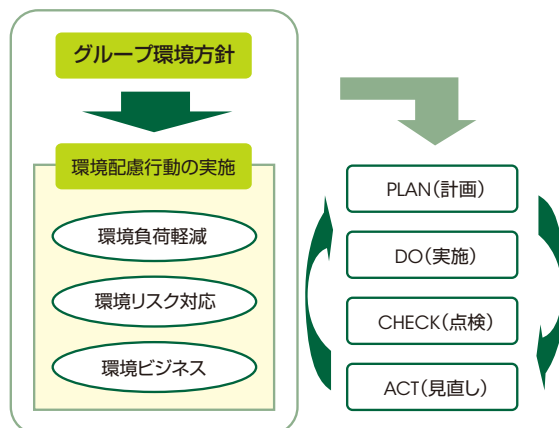 グループ環境方針
環境配慮行動の実施
環境負荷軽減
環境リスク対応
環境ビジネス
PLAN(計画)
DO(実施)
CHECK(点検)
ACT(見直し)